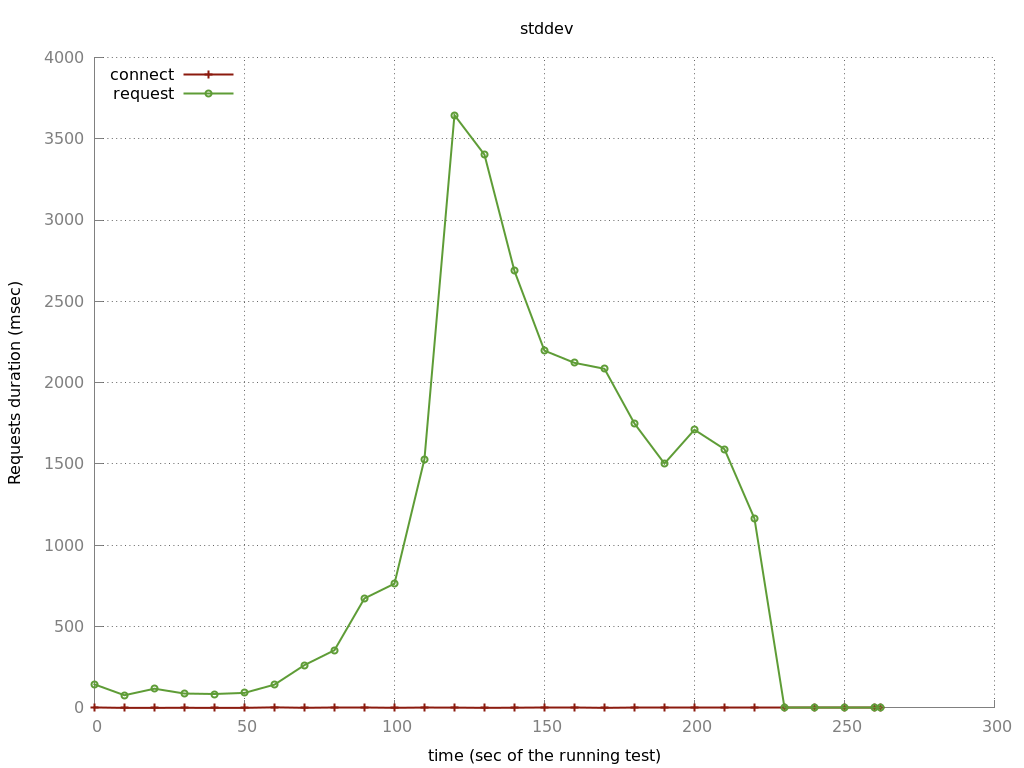 stddev
4000
connect
request
3500
3000
2500
2000
1500
1000
500
0
0 50 100 150 200 250 300
Requests duration (msec)
time (sec of the running test)